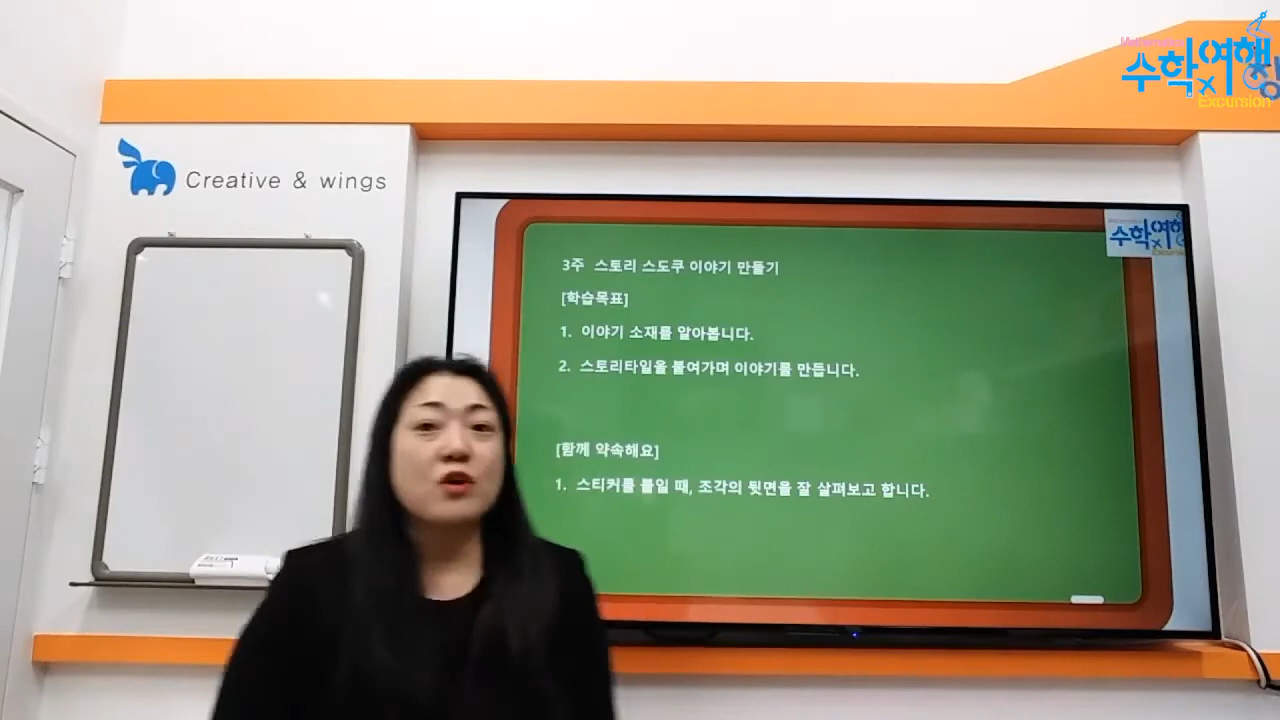 수학여행
Excursion
Creative & wings
수학여행
3주 스토리 스도쿠 이야기 만들기
[학습목표]
1. 이야기 소재를 알아봅니다.
2. 스토리타일을 붙여가며 이야기를 만듭니다.
[함께 약속해요]
1. 스티커를 붙일 때, 조각의 뒷면을 잘 살펴보고 합니다.